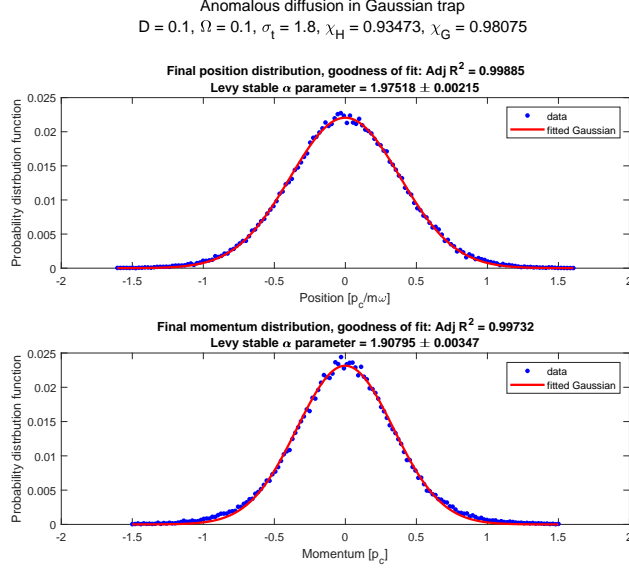 Anomalous diffusion in Gaussian trap
D = 0.1, Ω = 0.1, σ_t = 1.8, χ_H = 0.93473, χ_G = 0.98075
Final position distribution, goodness of fit: Adj R² = 0.99885
Levy stable α parameter = 1.97518 ± 0.00215
0.025
0.02
0.015
0.01
0.005
0
Probability distrbution function
data
fitted Gaussian
-2 -1.5 -1 -0.5 0 0.5 1 1.5 2
Position [p_c/mω]
Final momentum distribution, goodness of fit: Adj R² = 0.99732
Levy stable α parameter = 1.90795 ± 0.00347
0.025
0.02
0.015
0.01
0.005
0
Probability distrbution function
data
fitted Gaussian
-2 -1.5 -1 -0.5 0 0.5 1 1.5 2
Momentum [p_c]